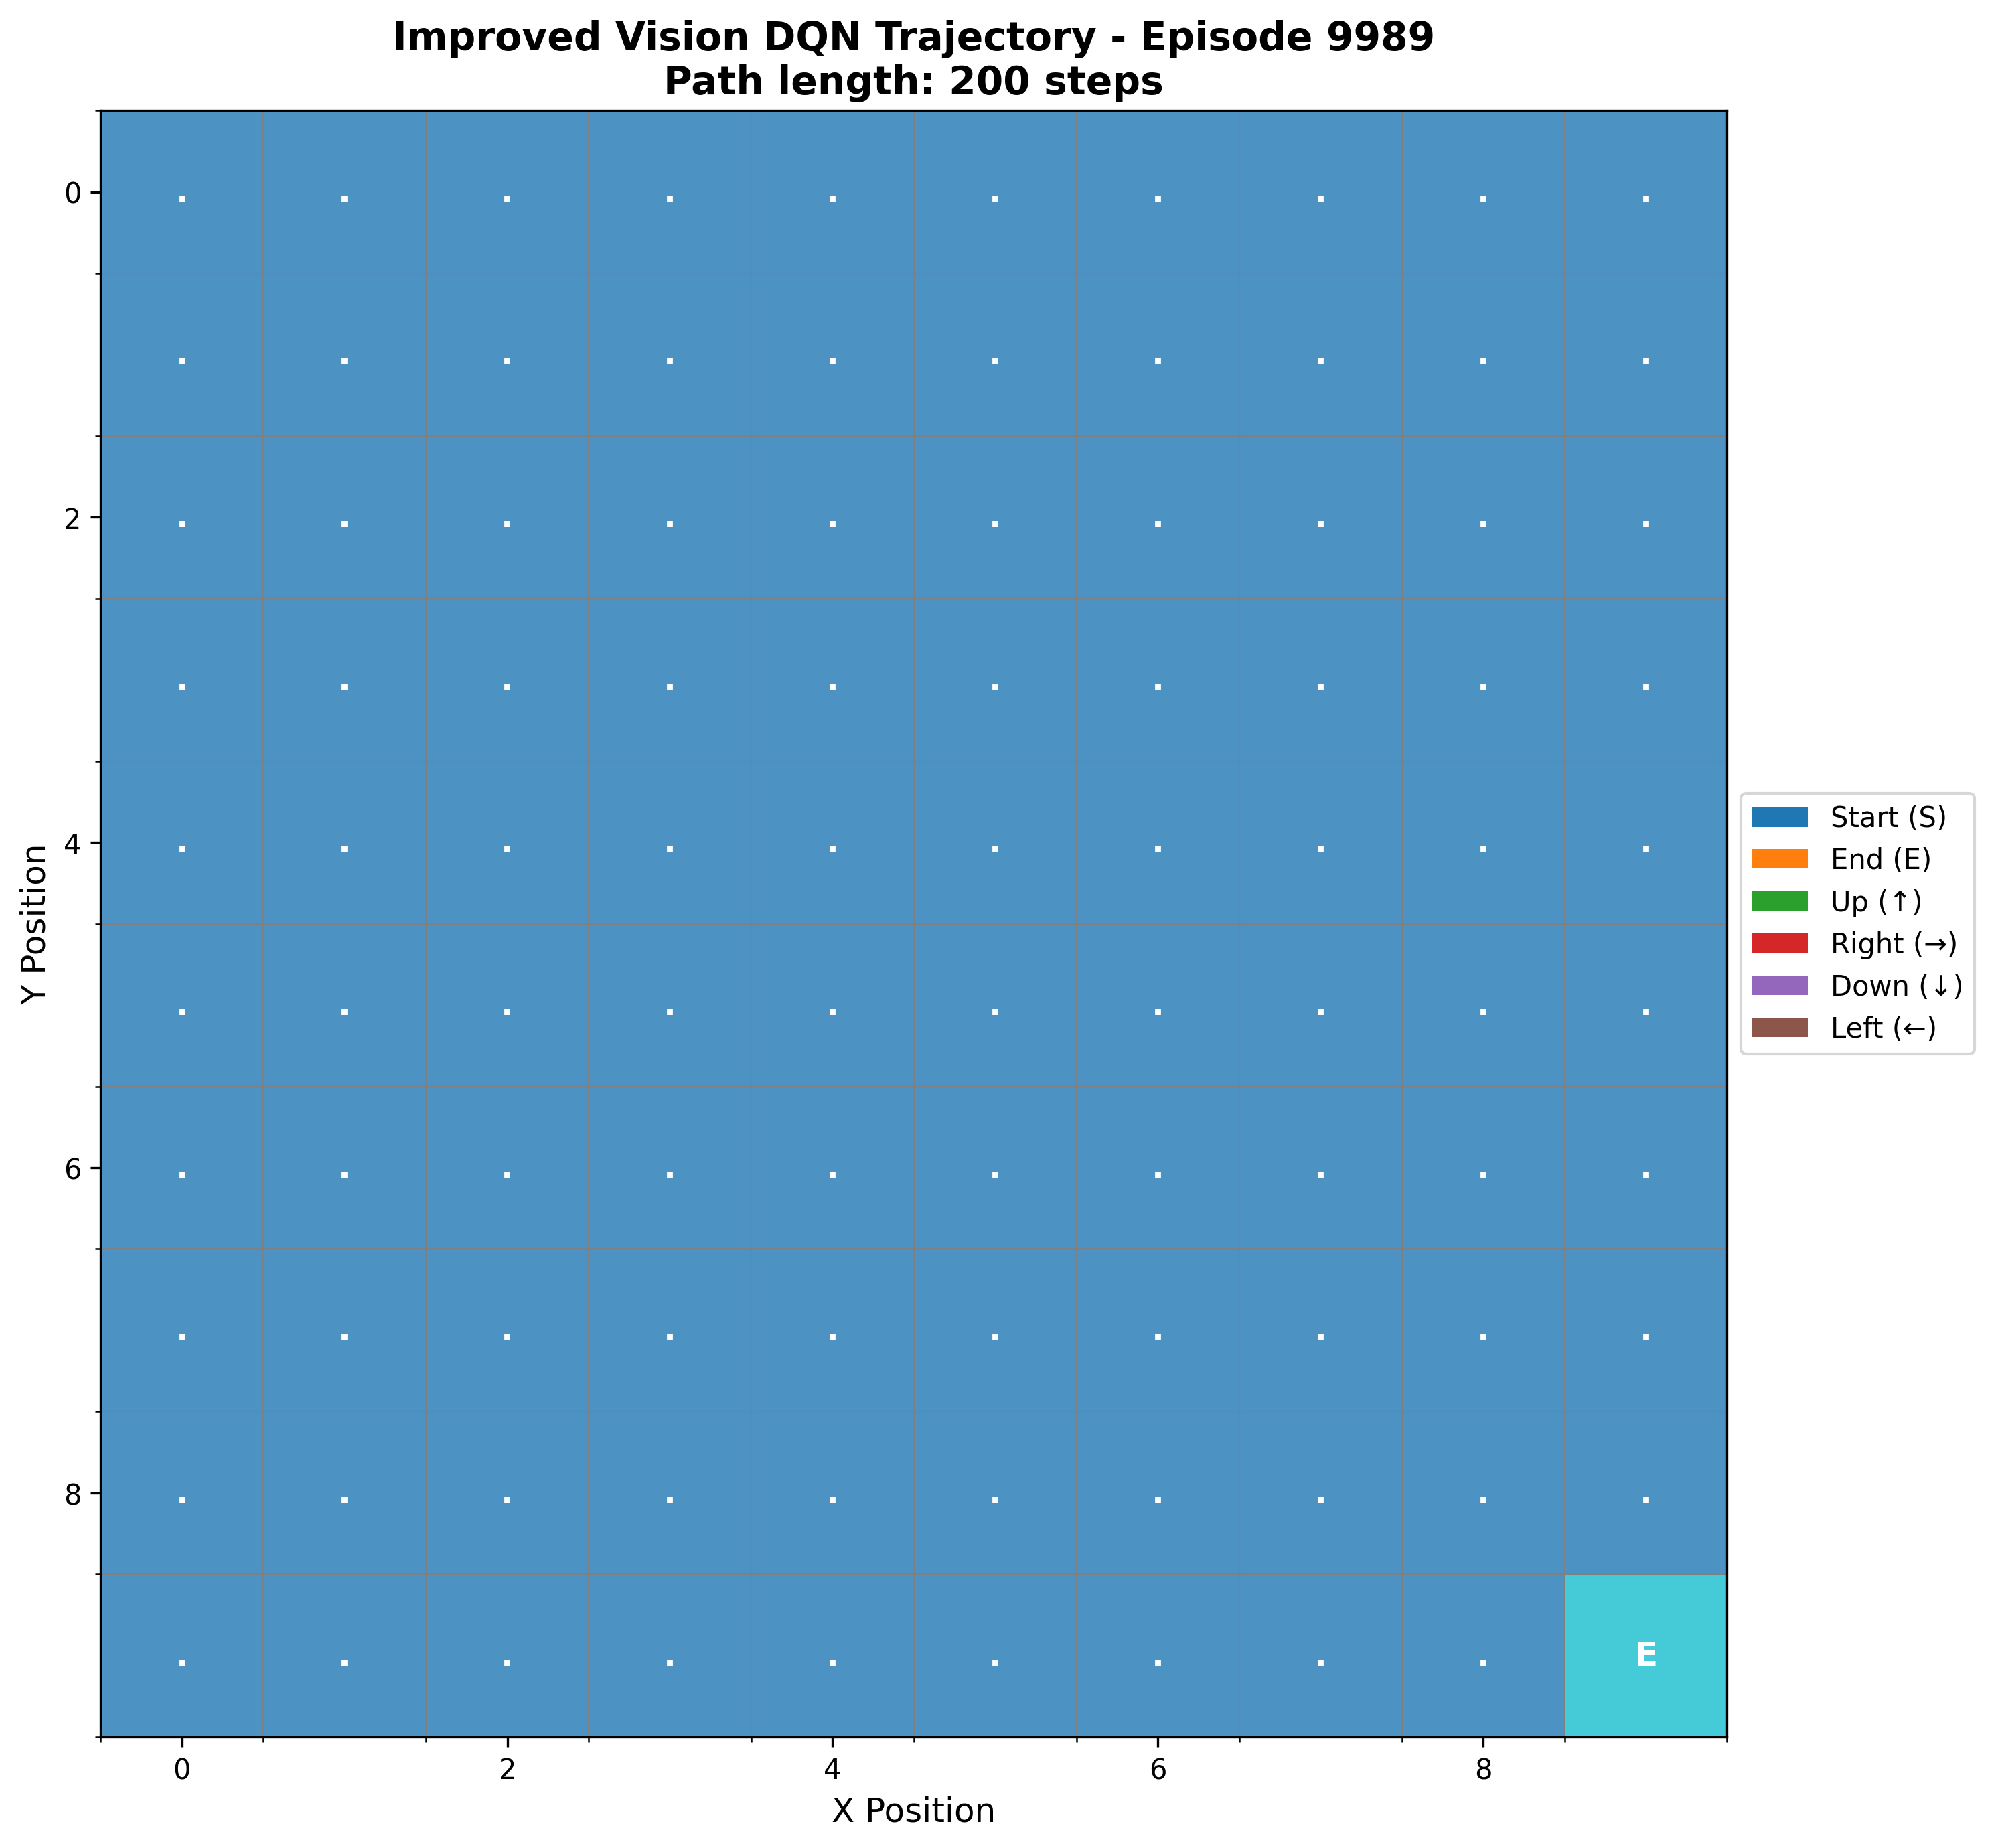 Improved Vision DQN Trajectory - Episode 9989
Path length: 200 steps
0
2
4
6
8
Y Position
E
0 2 4 6 8
X Position
Start (S)
End (E)
Up (↑)
Right (→)
Down (↓)
Left (←)